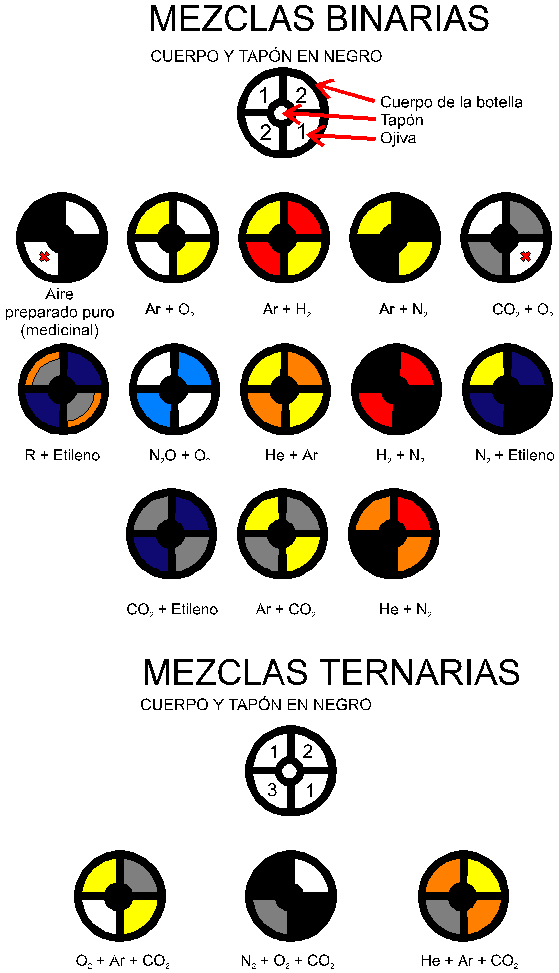 MEZCLAS BINARIAS
CUERPO Y TAPÓN EN NEGRO
1 2
2 1
Cuerpo de la botella
Tapón
Ojiva
Aire
preparado puro
(medicinal)
Ar + O₂
Ar + H₂
Ar + N₂
CO₂ + O₂
R + Etileno
N₂O + O₂
He + Ar
H₂ + N₂
N₂ + Etileno
CO₂ + Etileno
Ar + CO₂
He + N₂
MEZCLAS TERNARIAS
CUERPO Y TAPÓN EN NEGRO
1 2
3 1
O₂ + Ar + CO₂
N₂ + O₂ + CO₂
He + Ar + CO₂